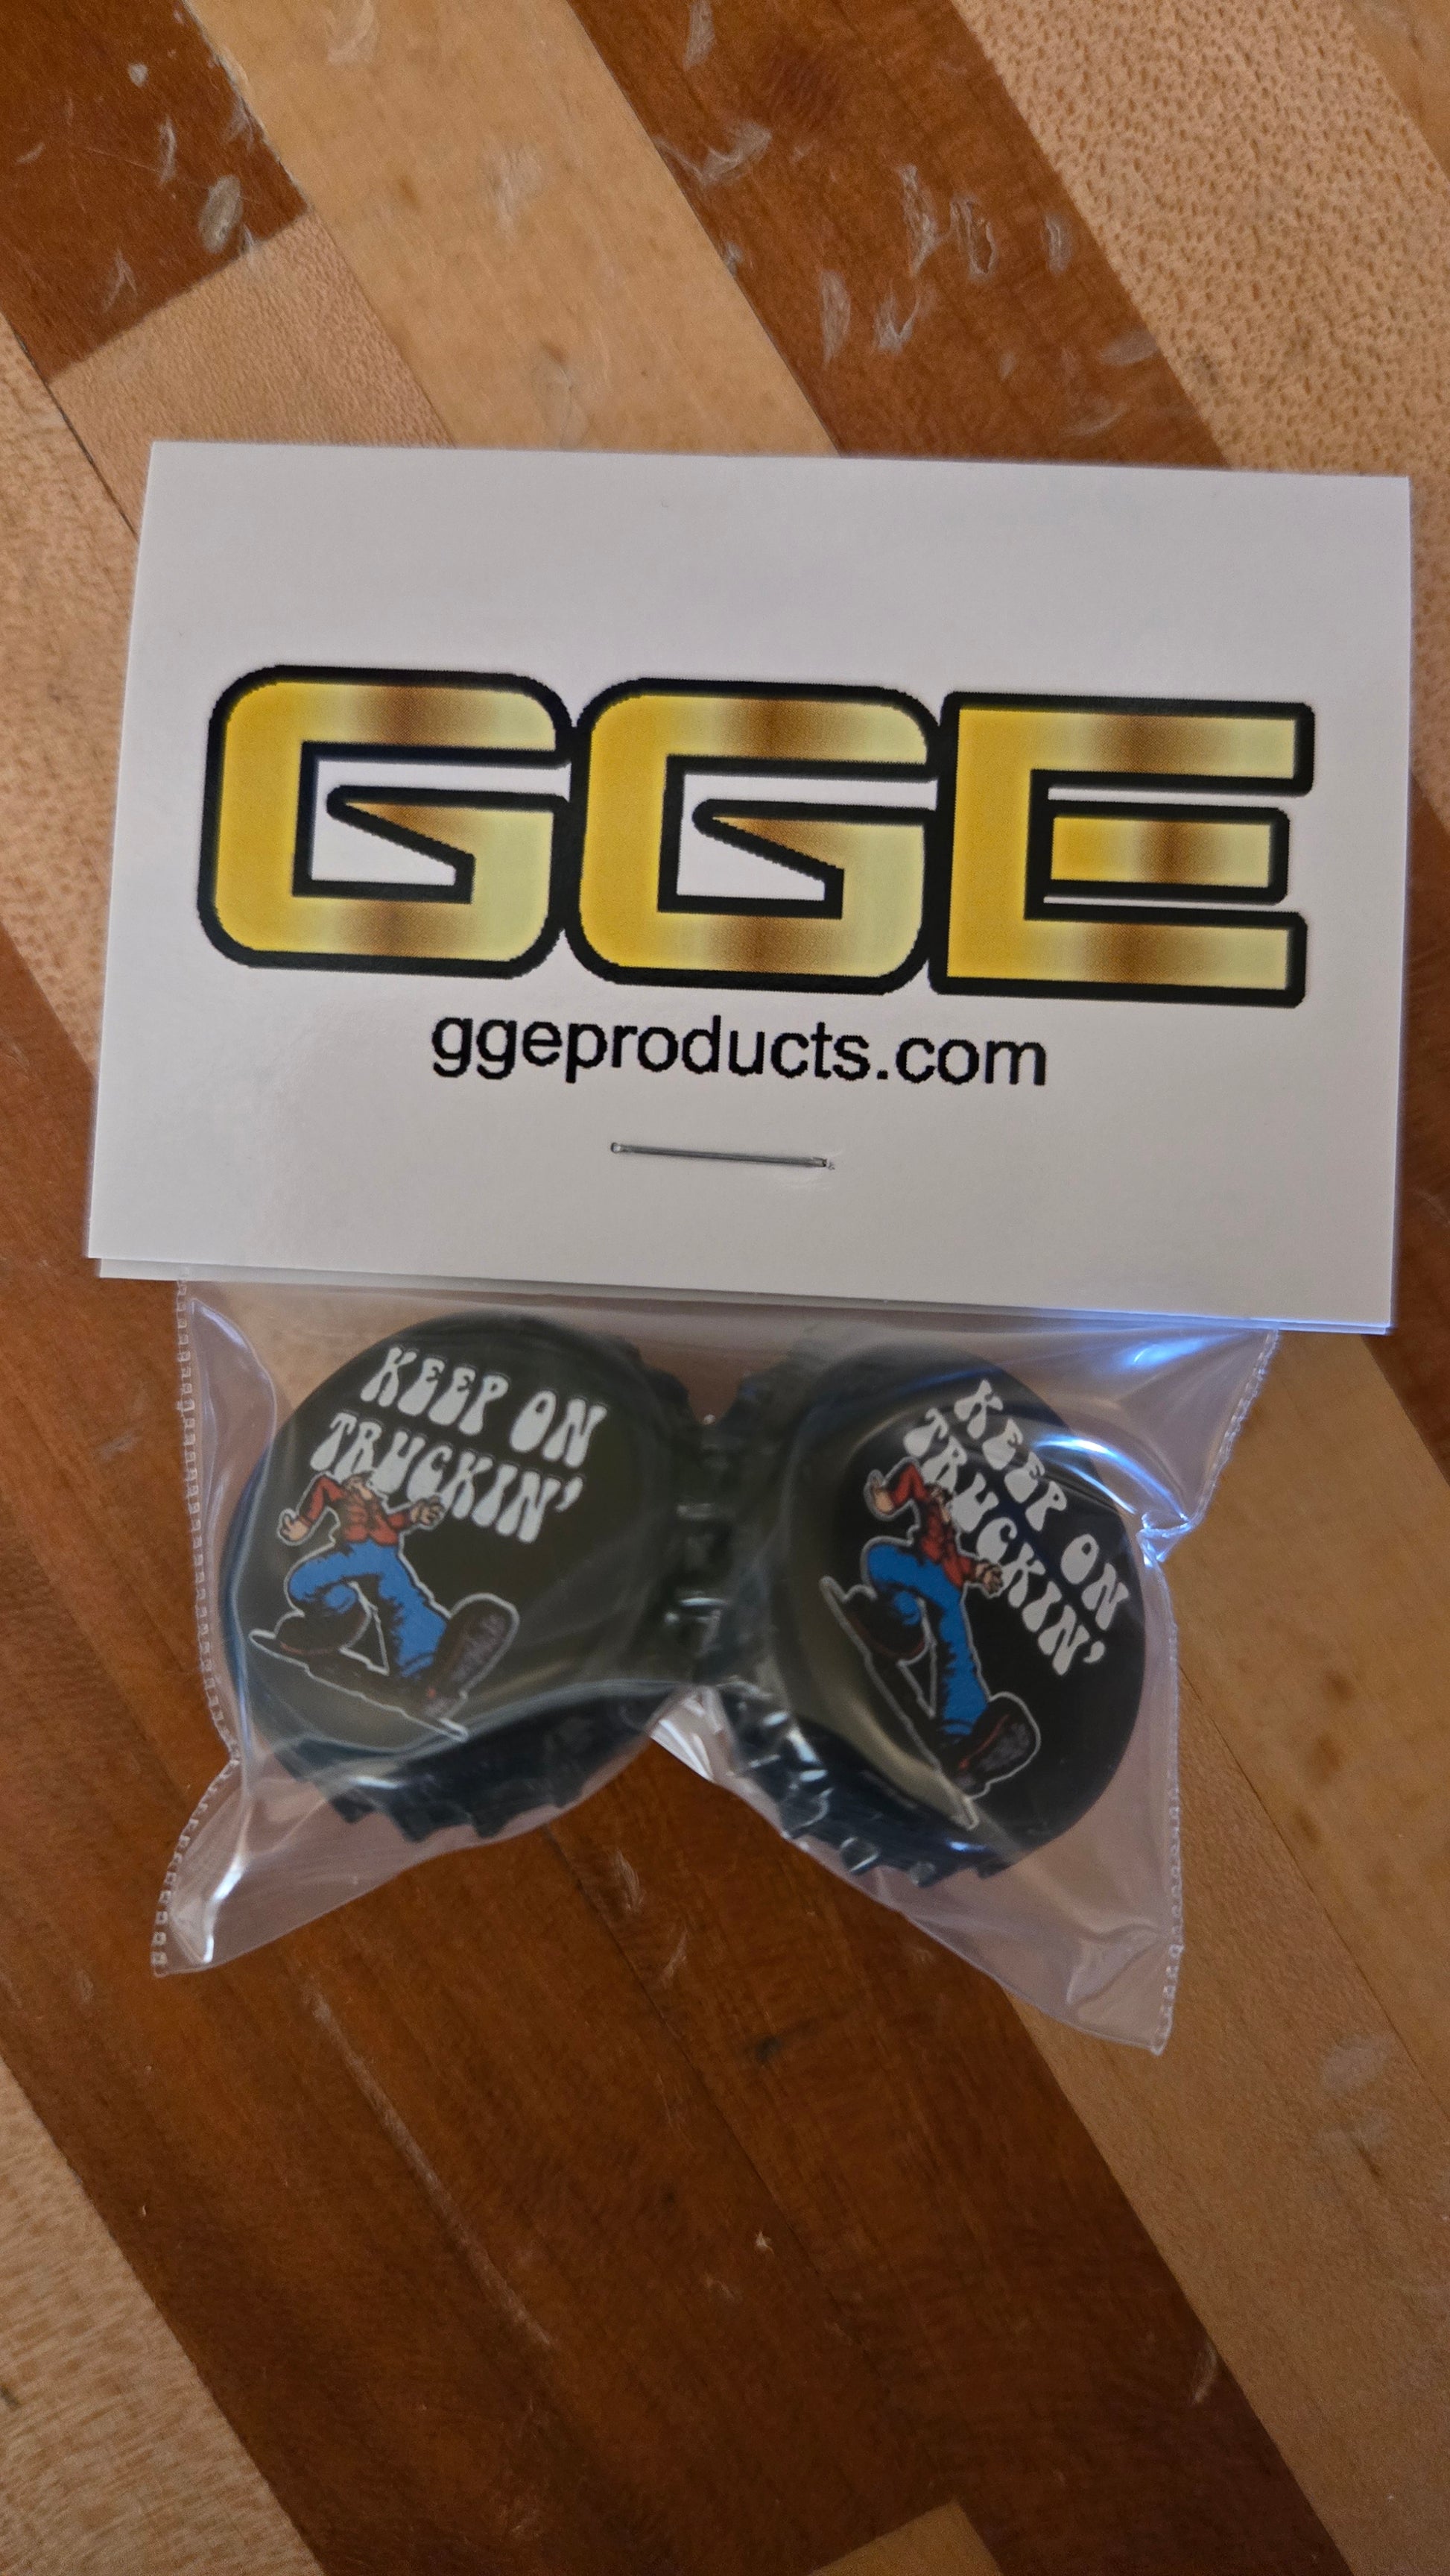 GGE
ggeproducts.com
KEEP ON
TRUCKIN'
KEEP ON
TRUCKIN'